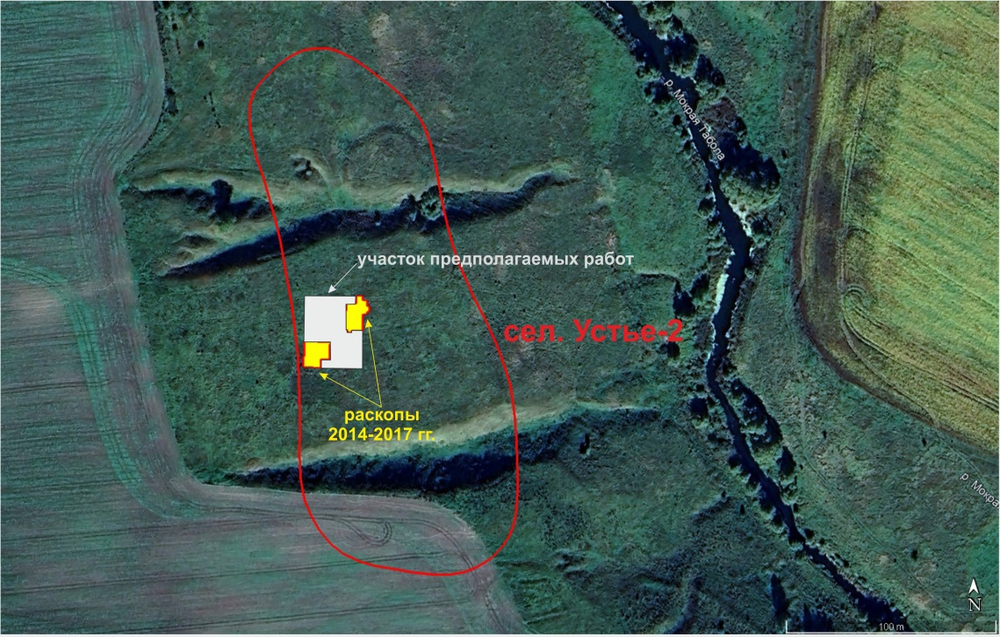 р. Мокрая Табола
участок предполагаемых работ
сел. Устье-2
раскопы
2014-2017 гг.
р. Мокра
N
100 m